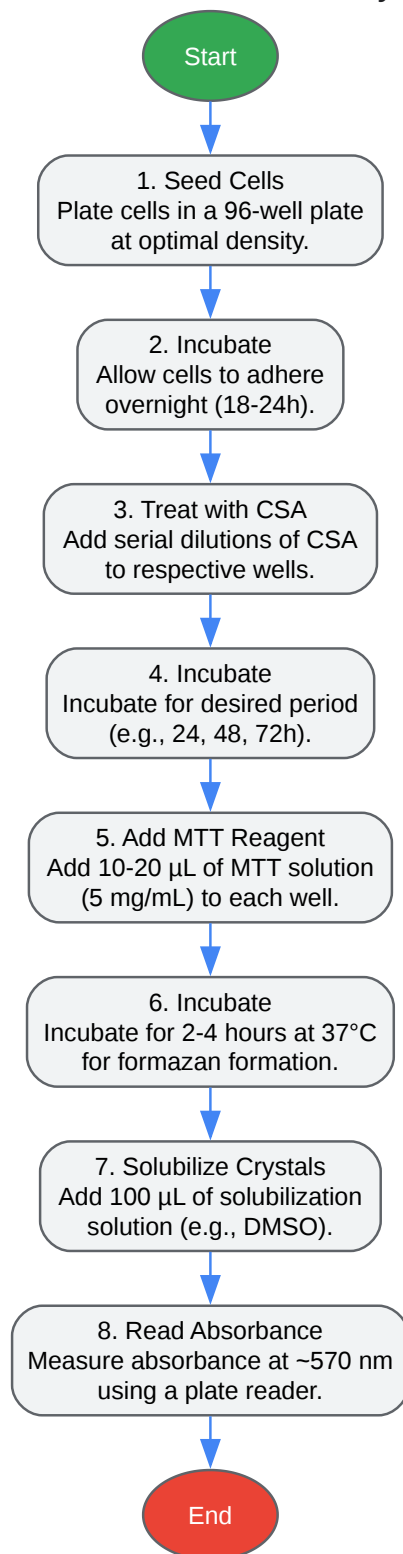 Start
1. Seed Cells
Plate cells in a 96-well plate
at optimal density.
2. Incubate
Allow cells to adhere
overnight (18-24h).
3. Treat with CSA
Add serial dilutions of CSA
to respective wells.
4. Incubate
Incubate for desired period
(e.g., 24, 48, 72h).
5. Add MTT Reagent
Add 10-20 µL of MTT solution
(5 mg/mL) to each well.
6. Incubate
Incubate for 2-4 hours at 37°C
for formazan formation.
7. Solubilize Crystals
Add 100 µL of solubilization
solution (e.g., DMSO).
8. Read Absorbance
Measure absorbance at ~570 nm
using a plate reader.
End